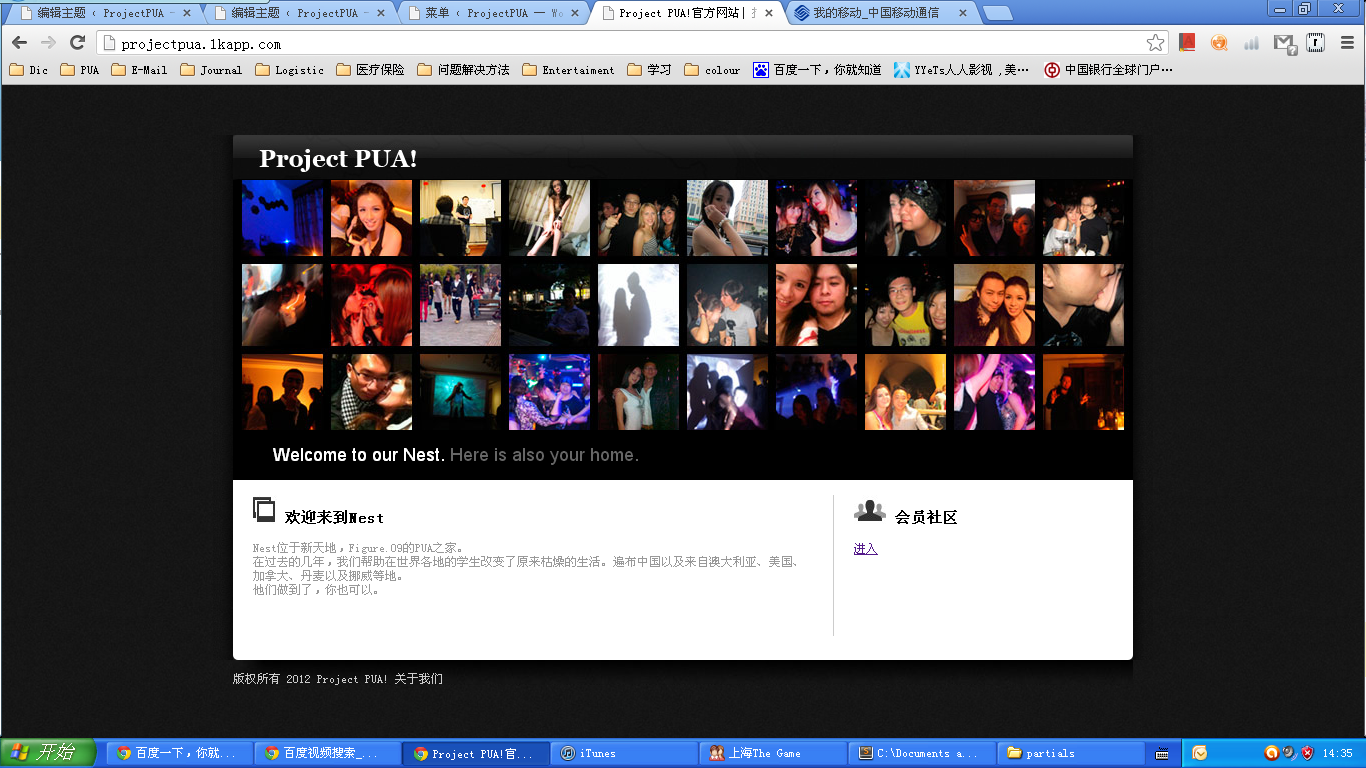 编辑主题 ‹ ProjectPUA —
编辑主题 ‹ ProjectPUA —
菜单 ‹ ProjectPUA — Wo
Project PUA!官方网站|
我的移动_中国移动通信
projectpua.1kapp.com
Dic
PUA
E-Mail
Journal
Logistic
医疗保险
问题解决方法
Entertaiment
学习
colour
百度一下，你就知道
YYeTs人人影视 ,美…
中国银行全球门户…
Project PUA!
Welcome to our Nest. Here is also your home.
欢迎来到Nest
Nest位于新天地，Figure.09的PUA之家。
在过去的几年，我们帮助在世界各地的学生改变了原来枯燥的生活。遍布中国以及来自澳大利亚、美国、
加拿大、丹麦以及挪威等地。
他们做到了，你也可以。
会员社区
进入
版权所有 2012 Project PUA! 关于我们
开始
百度一下，你就...
百度视频搜索_...
Project PUA!官...
iTunes
上海The Game
C:\Documents a...
partials
14:35